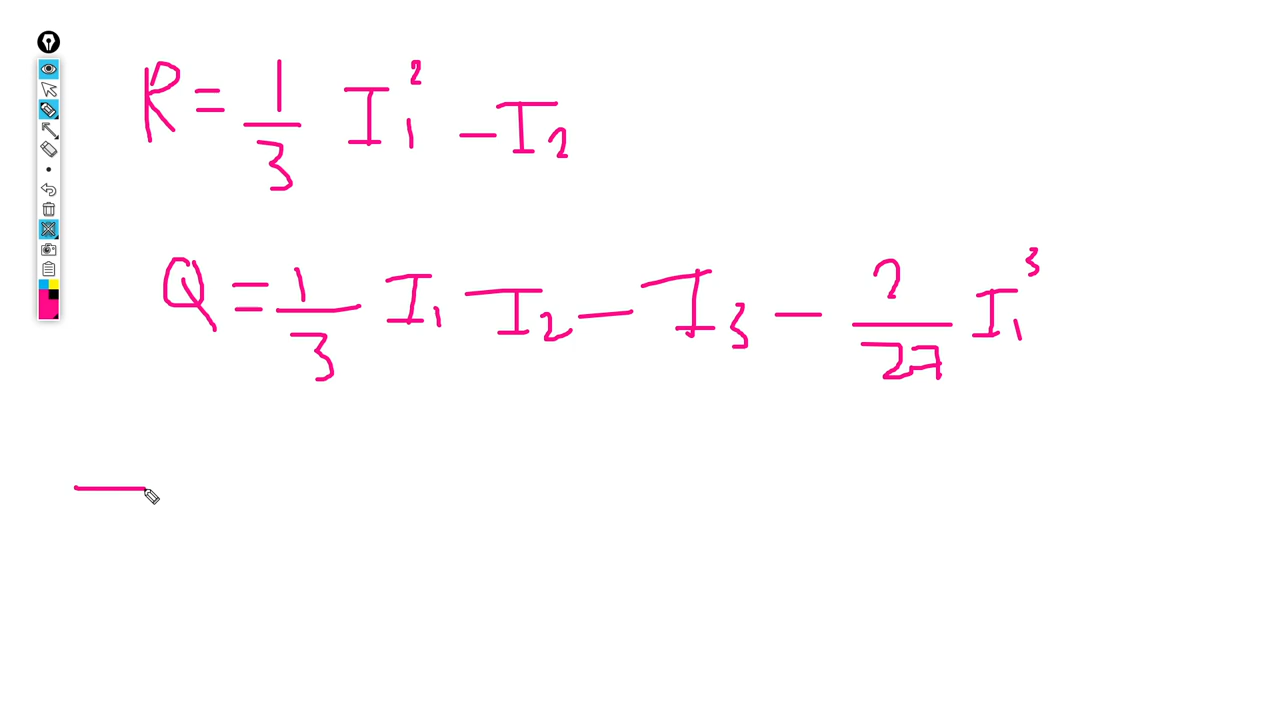 R = 1/3 I₁² - I₂
Q = 1/3 I₁ I₂ - I₃ - 2/27 I₁³